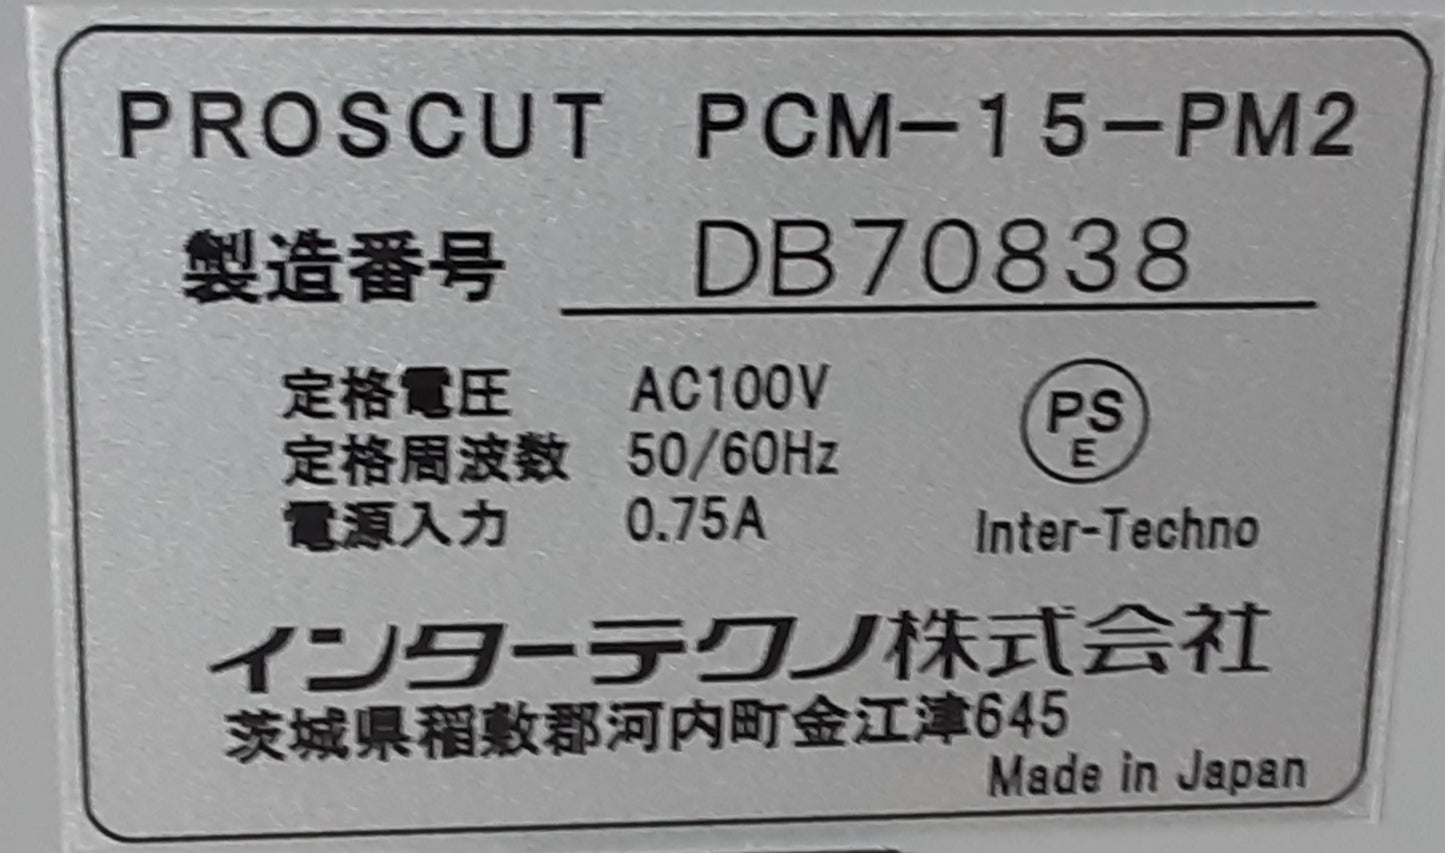 PROSCUT PCM-15-PM2
製造番号 DB70838
定格電圧 AC100V
定格周波数 50/60Hz
電源入力 0.75A
PS
E
Inter-Techno
インターテクノ株式会社
茨城県稲敷郡河内町金江津645
Made in Japan